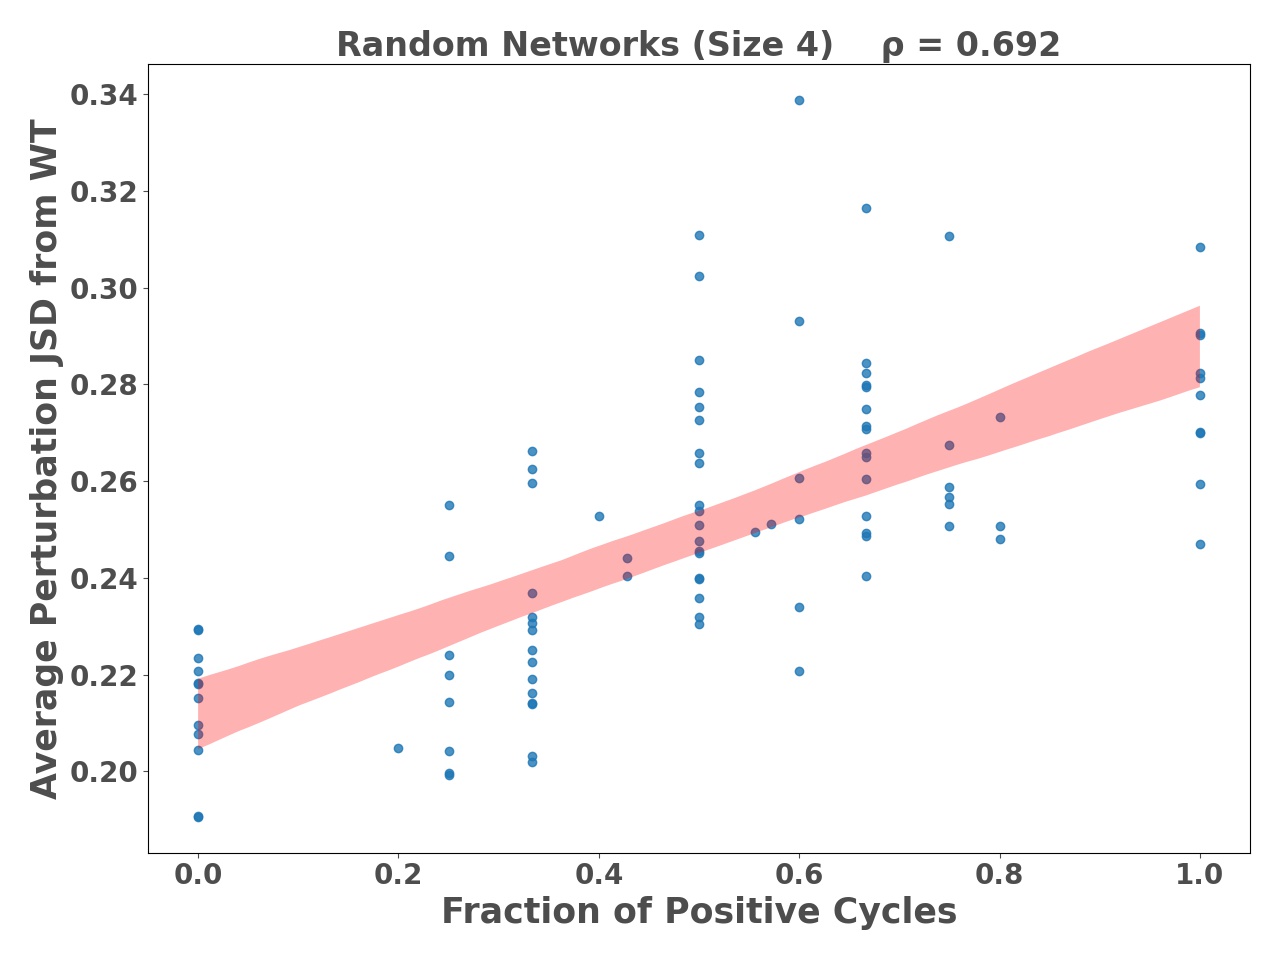 Random Networks (Size 4)    ρ = 0.692
Average Perturbation JSD from WT
0.34
0.32
0.30
0.28
0.26
0.24
0.22
0.20
0.0 0.2 0.4 0.6 0.8 1.0
Fraction of Positive Cycles